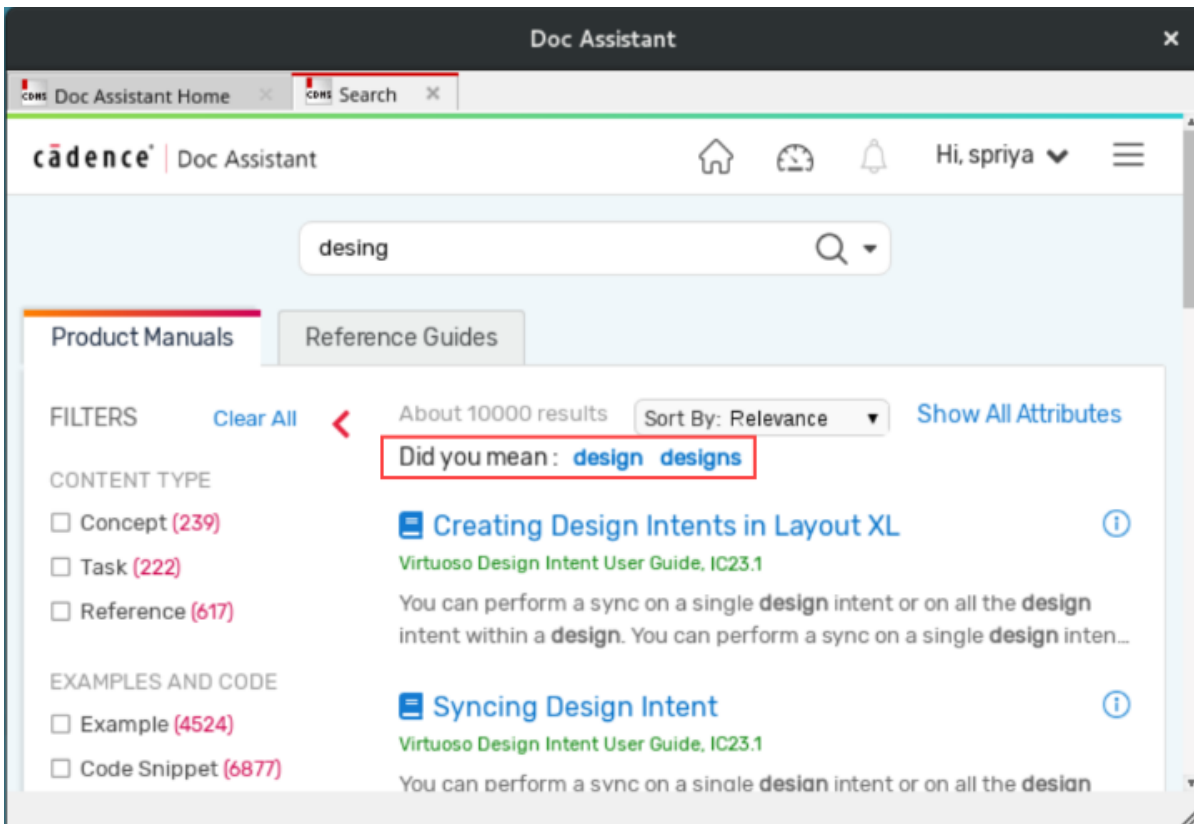 Doc Assistant
CDMS Doc Assistant Home
CDMS Search
cādence | Doc Assistant
Hi, spriya
desing
Product Manuals
Reference Guides
FILTERS
Clear All
About 10000 results
Sort By: Relevance
Show All Attributes
Did you mean : design designs
CONTENT TYPE
Concept (239)
Task (222)
Reference (617)
EXAMPLES AND CODE
Example (4524)
Code Snippet (6877)
Creating Design Intents in Layout XL
Virtuoso Design Intent User Guide, IC23.1
You can perform a sync on a single design intent or on all the design
intent within a design. You can perform a sync on a single design inten...
Syncing Design Intent
Virtuoso Design Intent User Guide, IC23.1
You can perform a sync on a single design intent or on all the design